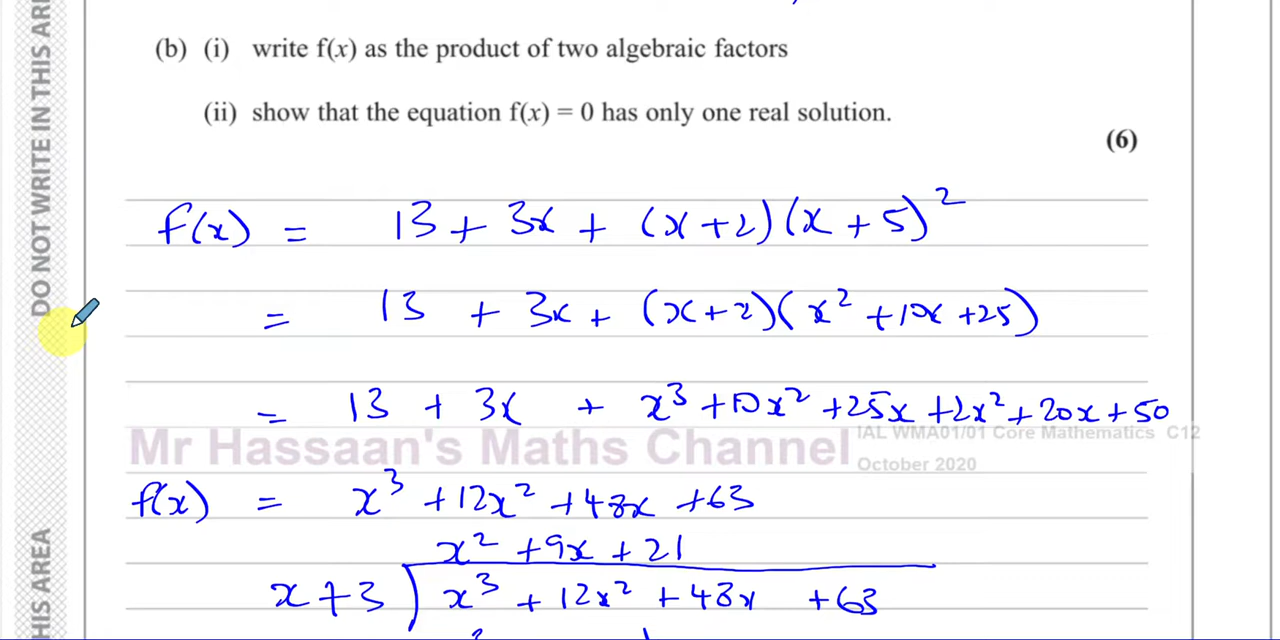 (b) (i) write f(x) as the product of two algebraic factors
(ii) show that the equation f(x) = 0 has only one real solution.
(6)
f(x) = 13 + 3x + (x+2)(x+5)²
= 13 + 3x + (x+2)(x²+10x+25)
= 13 + 3x + x³+10x²+25x+2x²+20x+50
Mr Hassaan's Maths Channel
IAL WMA01/01 Core Mathematics C12
October 2020
f(x) = x³+12x²+48x+63
x²+9x+21
x+3 ) x³+12x²+48x+63
DO NOT WRITE IN THIS AR
HIS AREA